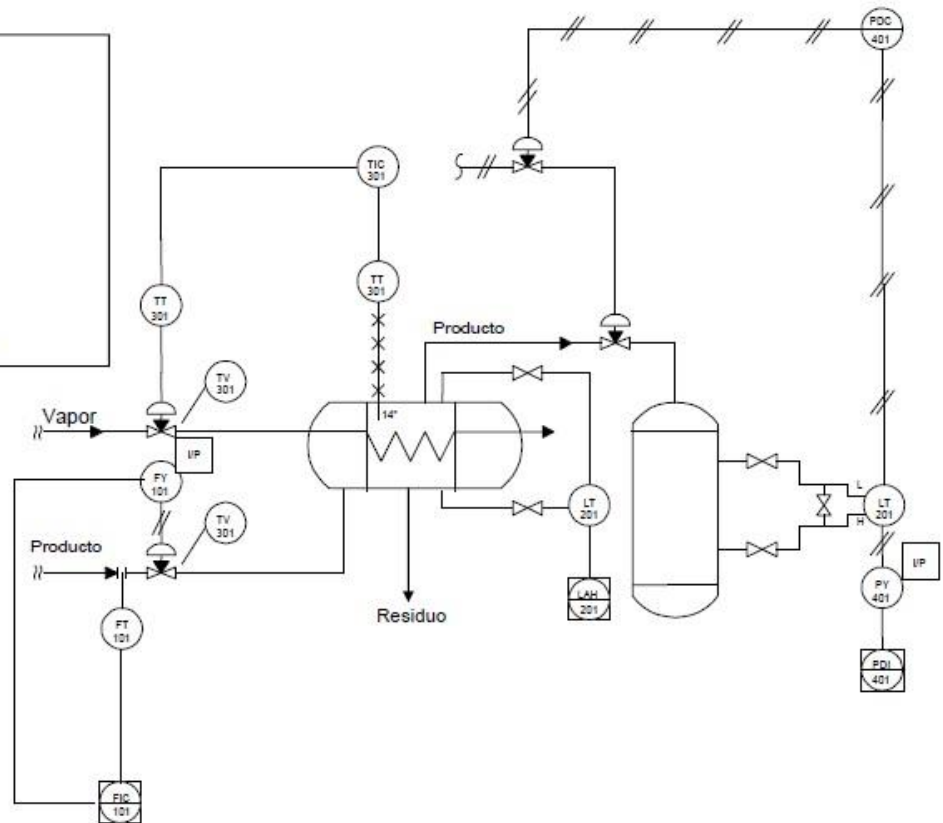 PDC
401
TIC
301
TT
301
TT
301
Producto
TV
301
14"
Vapor
I/P
FY
101
L
LT
201
H
LT
201
TV
301
I/P
Producto
PY
401
LAH
201
Residuo
FT
101
PDI
401
FIC
101